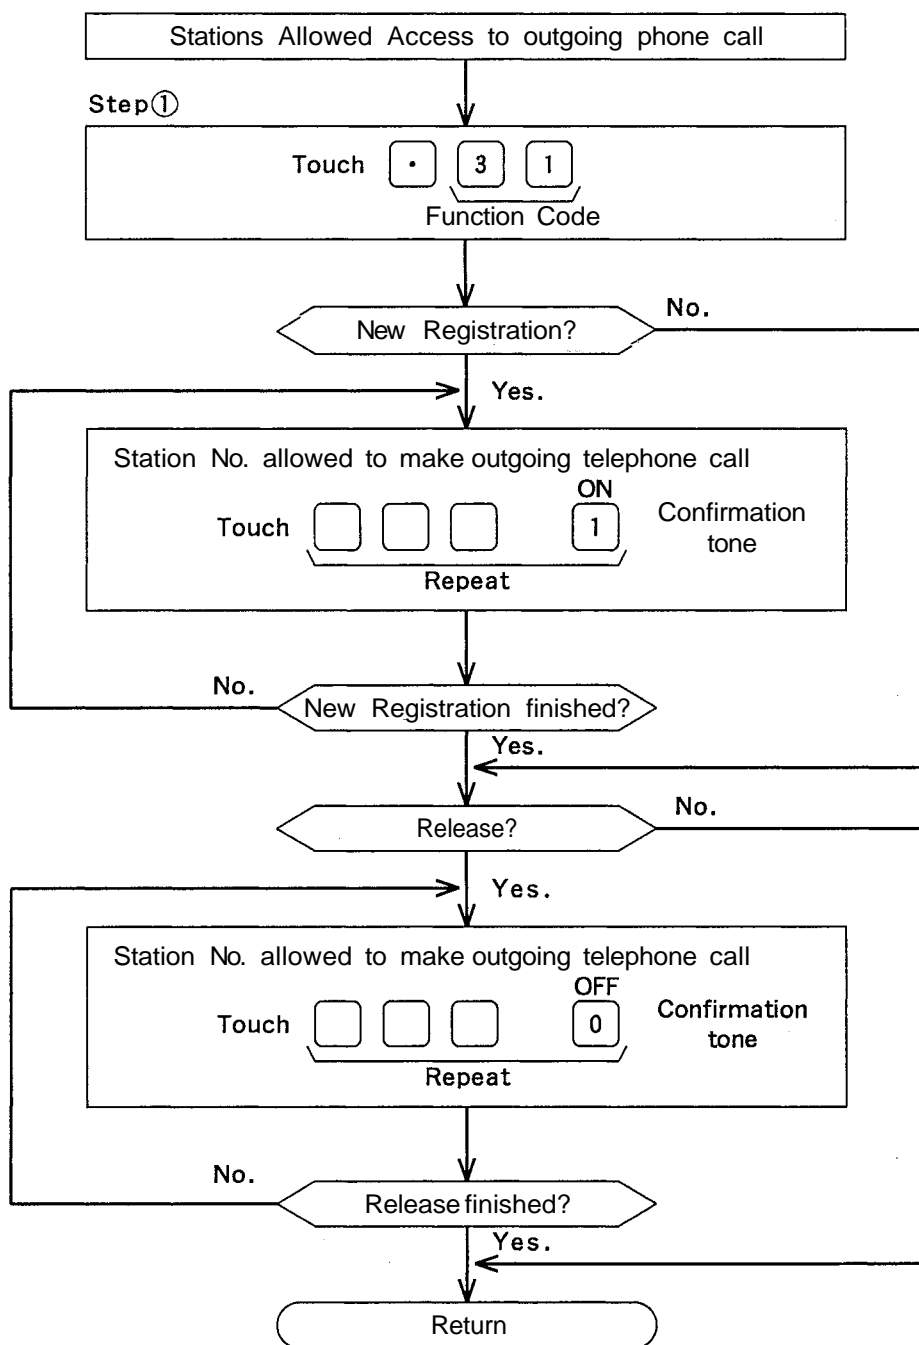 Stations Allowed Access to outgoing phone call
Step①
Touch • 3 1
Function Code
New Registration?
No.
Yes.
Station No. allowed to make outgoing telephone call
ON
Touch 1 Confirmation
tone
Repeat
No.
New Registration finished?
Yes.
Release?
No.
Yes.
Station No. allowed to make outgoing telephone call
OFF
Touch 0 Confirmation
tone
Repeat
No.
Release finished?
Yes.
Return